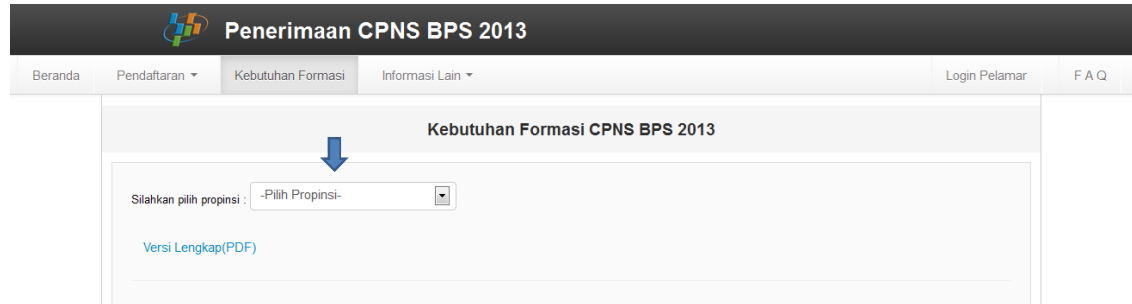 Penerimaan CPNS BPS 2013
Beranda Pendaftaran Kebutuhan Formasi Informasi Lain Login Pelamar F A Q
Kebutuhan Formasi CPNS BPS 2013
Silahkan pilih propinsi : -Pilih Propinsi-
Versi Lengkap(PDF)